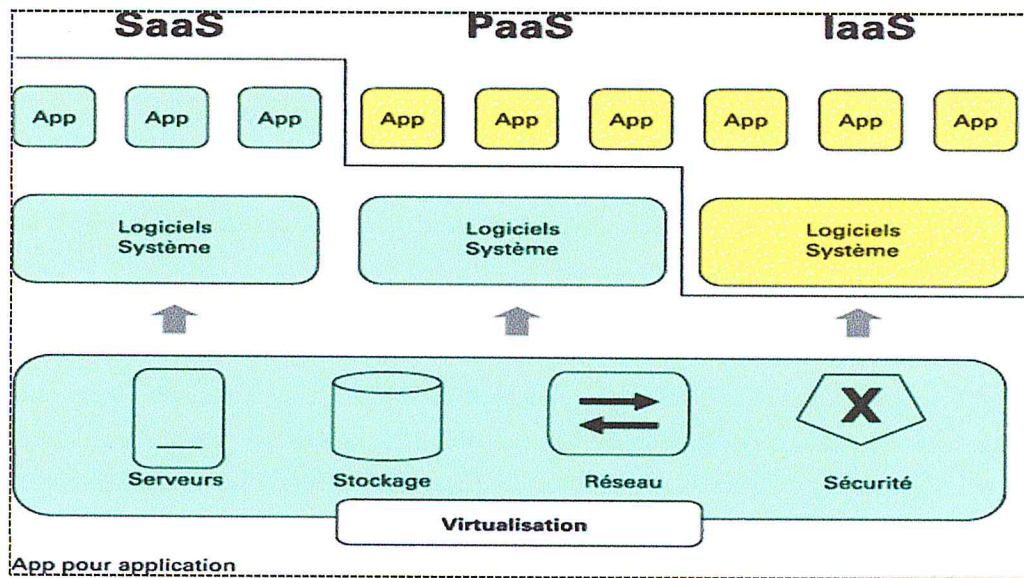 SaaS PaaS IaaS
App App App App App App App App App
Logiciels
Système
Logiciels
Système
Logiciels
Système
X
Serveurs Stockage Réseau Sécurité
Virtualisation
App pour application